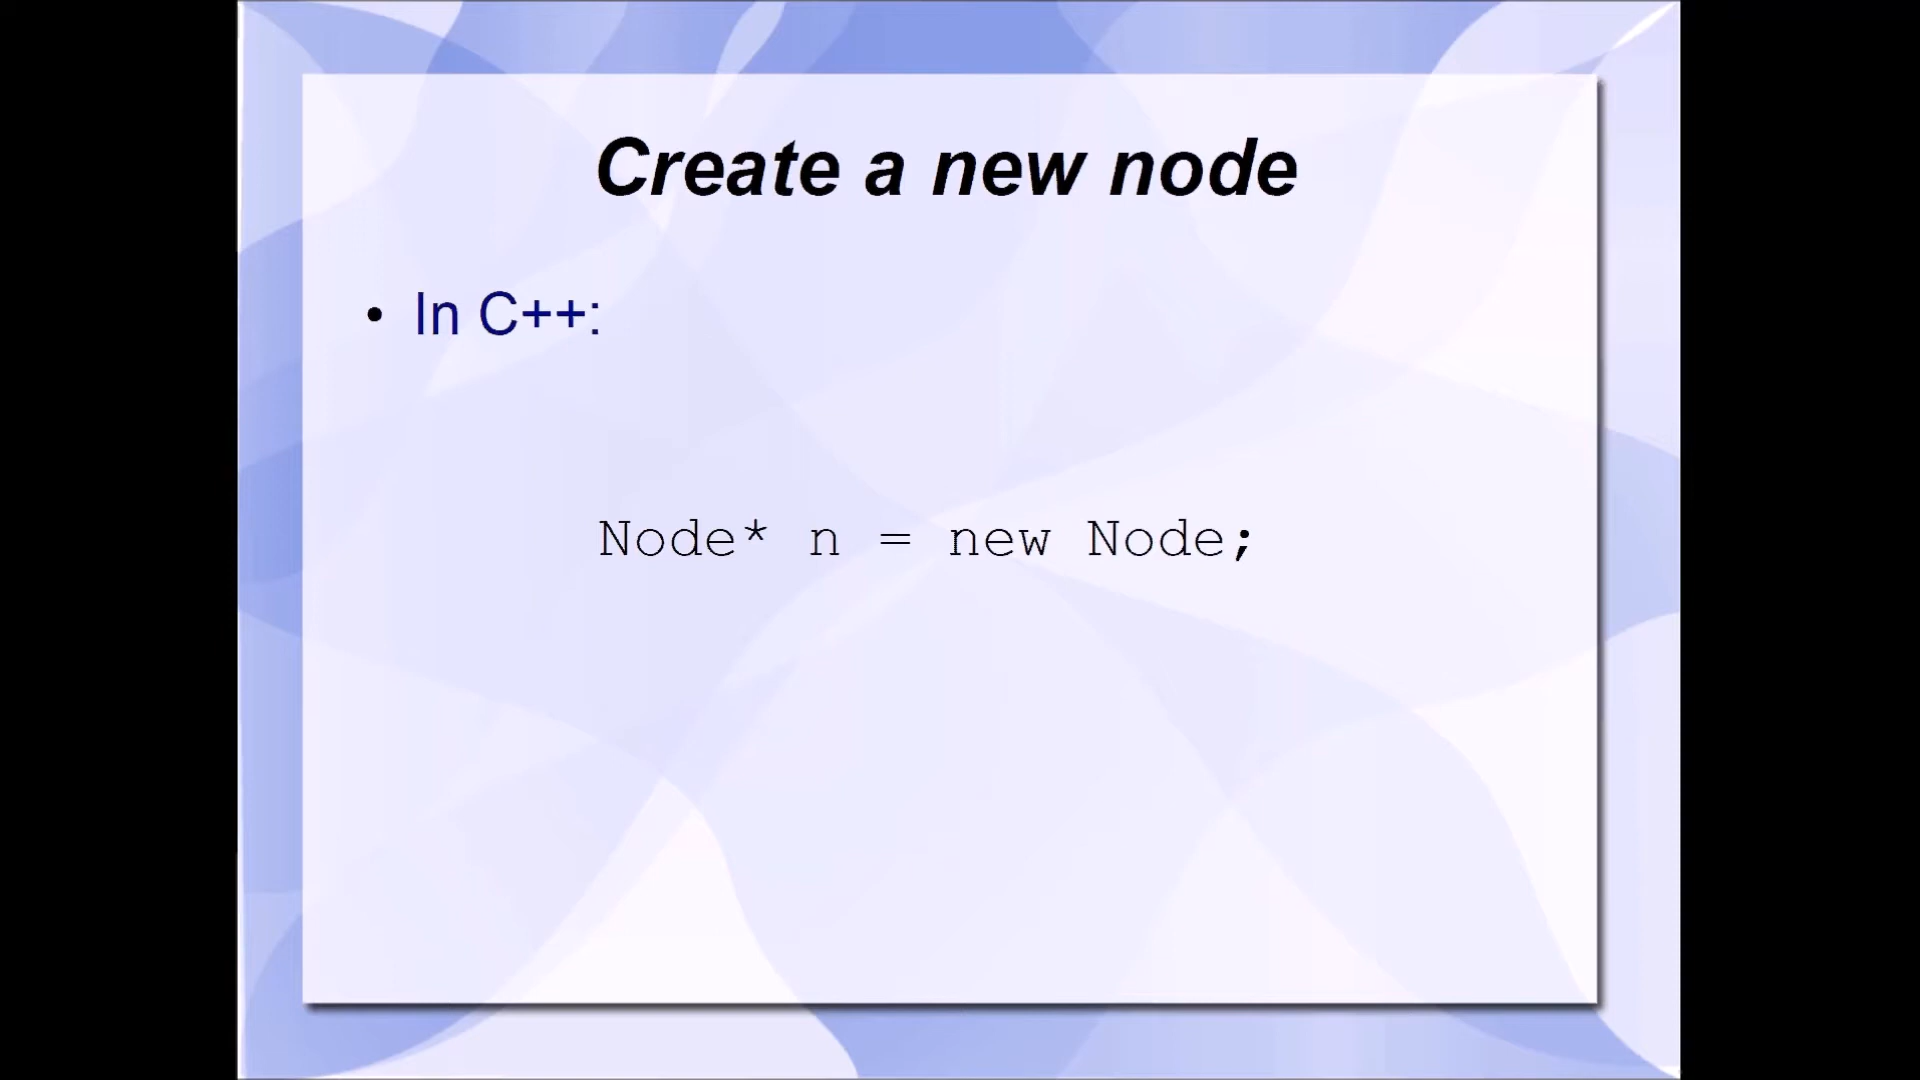 Create a new node
• In C++:
Node* n = new Node;